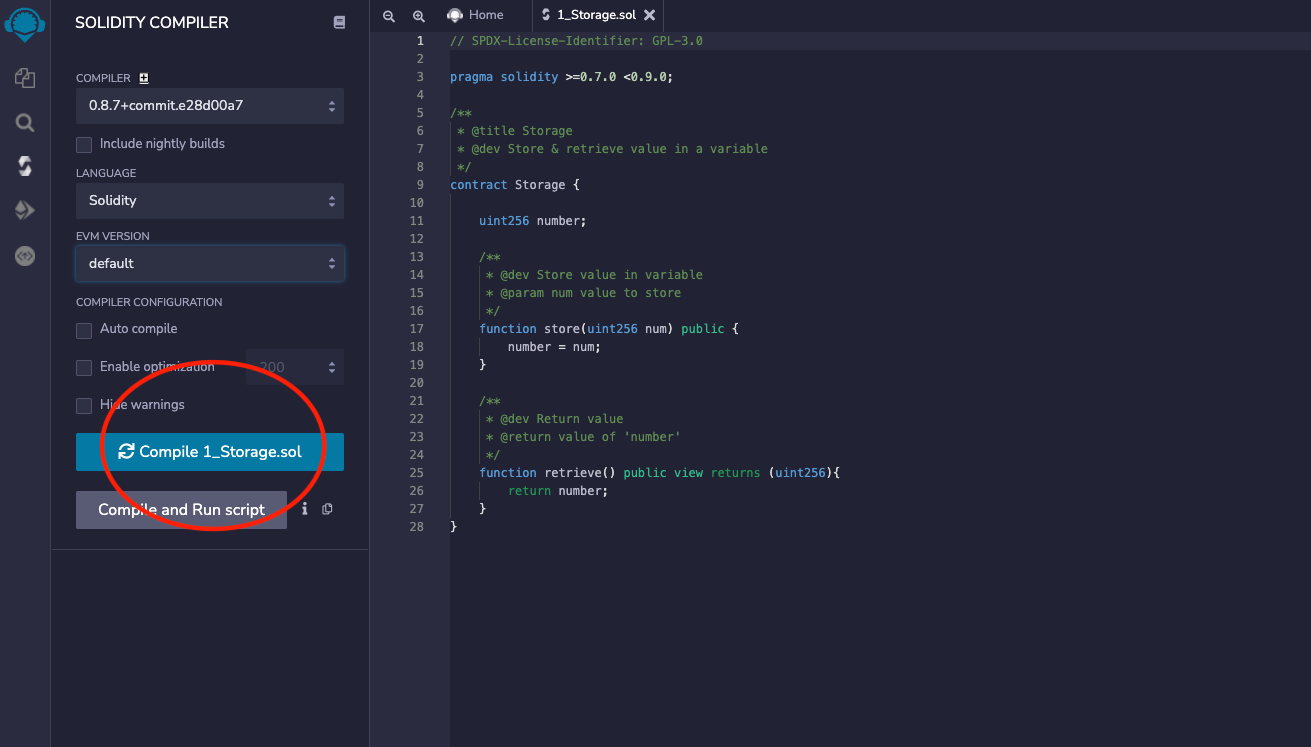 SOLIDITY COMPILER
COMPILER
0.8.7+commit.e28d00a7
Include nightly builds
LANGUAGE
Solidity
EVM VERSION
default
COMPILER CONFIGURATION
Auto compile
Enable optimization 200
Hide warnings
Compile 1_Storage.sol
Compile and Run script
Home 1_Storage.sol
1 // SPDX-License-Identifier: GPL-3.0
2
3 pragma solidity >=0.7.0 <0.9.0;
4
5 /**
6 * @title Storage
7 * @dev Store & retrieve value in a variable
8 */
9 contract Storage {
10
11 uint256 number;
12
13 /**
14 * @dev Store value in variable
15 * @param num value to store
16 */
17 function store(uint256 num) public {
18 number = num;
19 }
20
21 /**
22 * @dev Return value
23 * @return value of 'number'
24 */
25 function retrieve() public view returns (uint256){
26 return number;
27 }
28 }